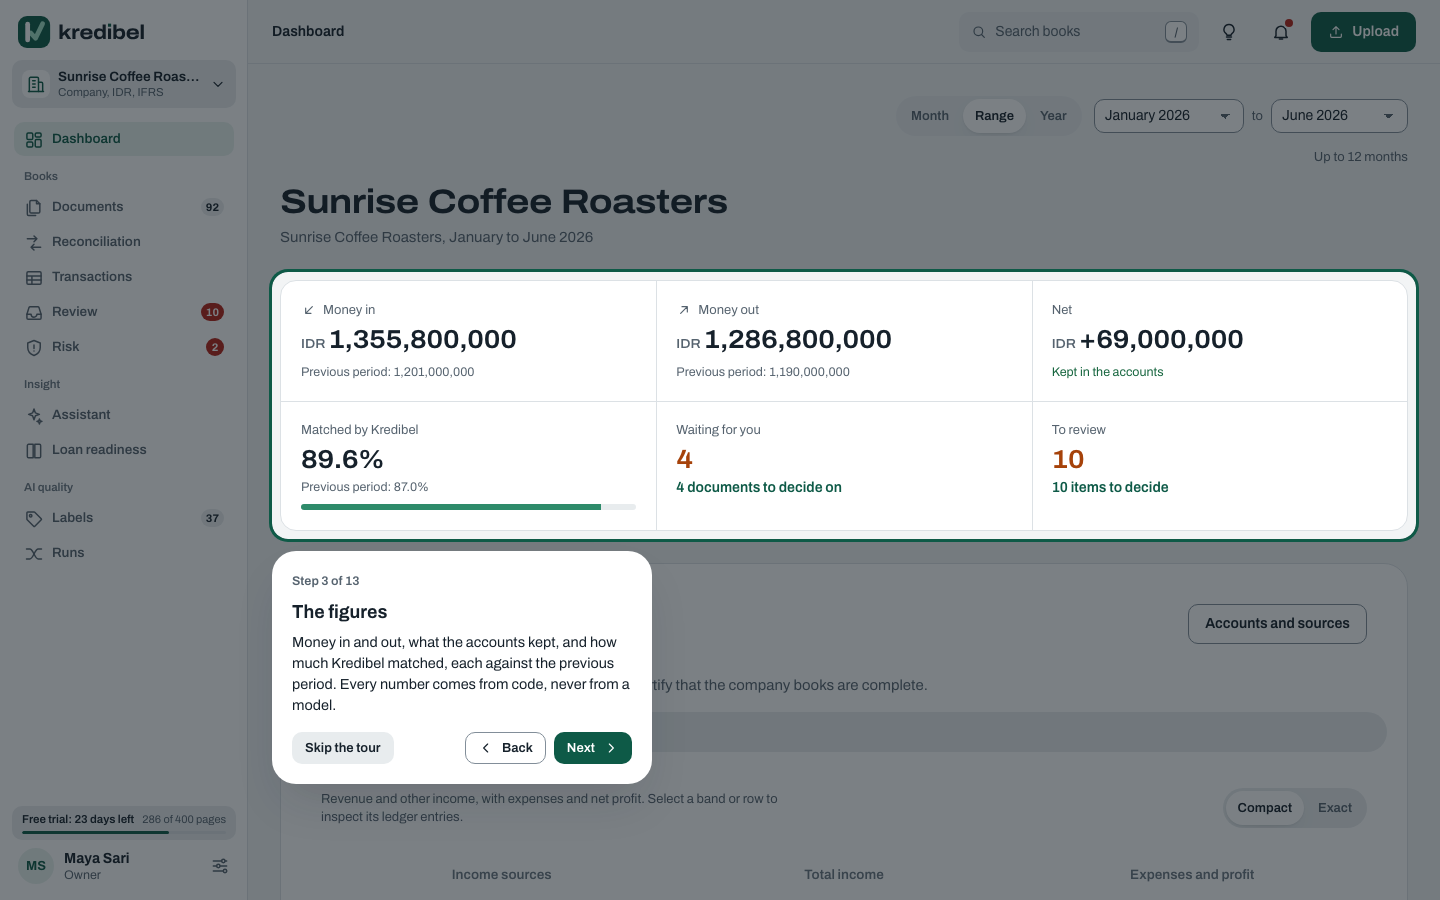 kredibel
Sunrise Coffee Roas...
Company, IDR, IFRS
Dashboard
Books
Documents 92
Reconciliation
Transactions
Review 10
Risk 2
Insight
Assistant
Loan readiness
AI quality
Labels 37
Runs
Free trial: 23 days left 286 of 400 pages
MS
Maya Sari
Owner
Dashboard
Search books /
Upload
Month Range Year January 2026 to June 2026
Up to 12 months
Sunrise Coffee Roasters
Sunrise Coffee Roasters, January to June 2026
Money in
IDR 1,355,800,000
Previous period: 1,201,000,000
Money out
IDR 1,286,800,000
Previous period: 1,190,000,000
Net
IDR +69,000,000
Kept in the accounts
Matched by Kredibel
89.6%
Previous period: 87.0%
Waiting for you
4
4 documents to decide on
To review
10
10 items to decide
Step 3 of 13
The figures
Money in and out, what the accounts kept, and how
much Kredibel matched, each against the previous
period. Every number comes from code, never from a
model.
Skip the tour Back Next
Accounts and sources
that the company books are complete.
Revenue and other income, with expenses and net profit. Select a band or row to
inspect its ledger entries.
Compact Exact
Income sources Total income Expenses and profit